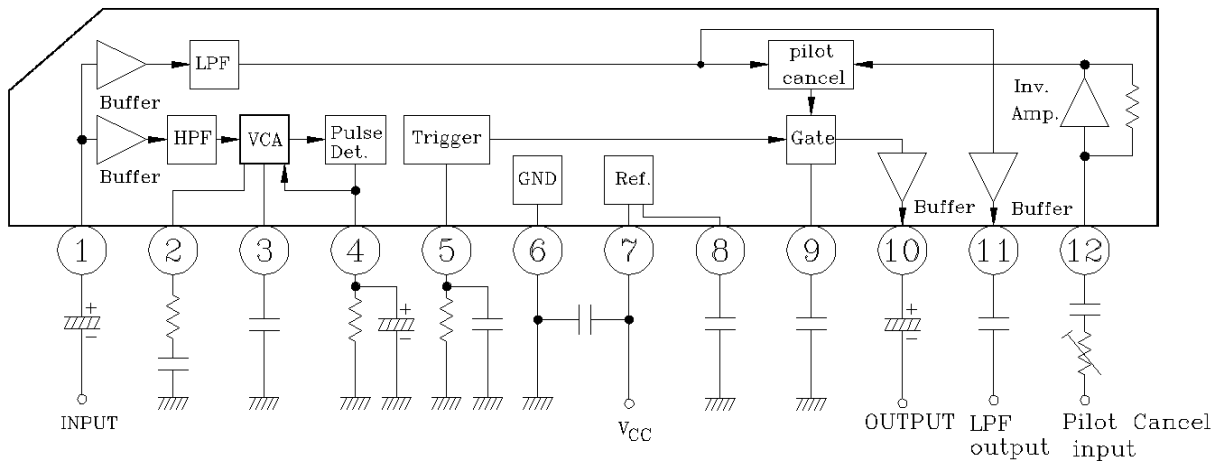 LPF
pilot
cancel
Buffer
Inv.
Amp.
HPF
VCA
Pulse
Det.
Trigger
Gate
Buffer
GND
Ref.
Buffer
Buffer
1
2
3
4
5
6
7
8
9
10
11
12
+
-
+
-
+
-
INPUT
VCC
OUTPUT
LPF
output
Pilot Cancel
input